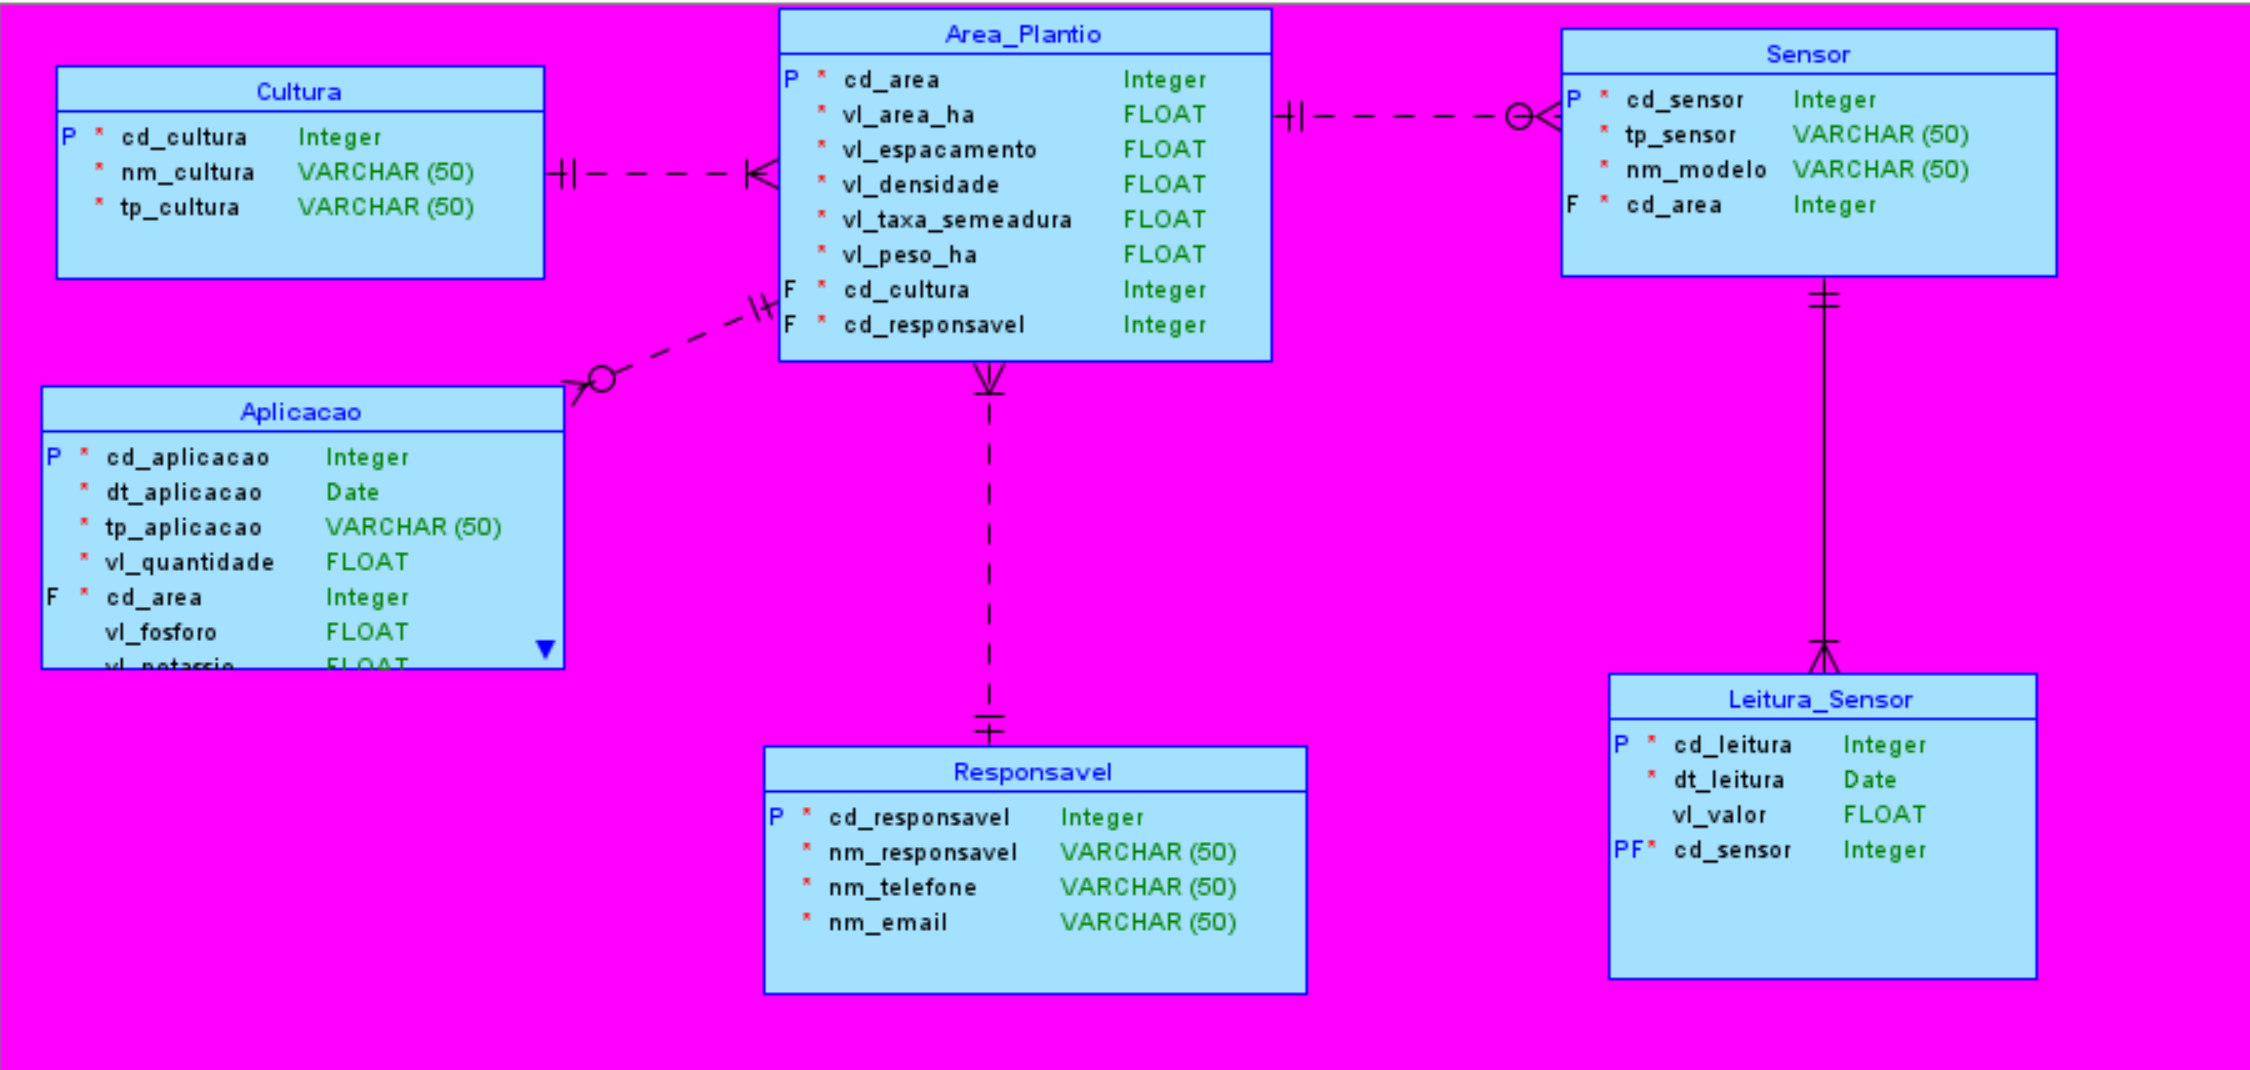 Cultura
P * cd_cultura Integer
* nm_cultura VARCHAR (50)
* tp_cultura VARCHAR (50)
Area_Plantio
P * cd_area Integer
* vl_area_ha FLOAT
* vl_espacamento FLOAT
* vl_densidade FLOAT
* vl_taxa_semeadura FLOAT
* vl_peso_ha FLOAT
F * cd_cultura Integer
F * cd_responsavel Integer
Sensor
P * cd_sensor Integer
* tp_sensor VARCHAR (50)
* nm_modelo VARCHAR (50)
F * cd_area Integer
Aplicacao
P * cd_aplicacao Integer
* dt_aplicacao Date
* tp_aplicacao VARCHAR (50)
* vl_quantidade FLOAT
F * cd_area Integer
vl_fosforo FLOAT
vl_potassio FLOAT
Responsavel
P * cd_responsavel Integer
* nm_responsavel VARCHAR (50)
* nm_telefone VARCHAR (50)
* nm_email VARCHAR (50)
Leitura_Sensor
P * cd_leitura Integer
* dt_leitura Date
vl_valor FLOAT
PF * cd_sensor Integer